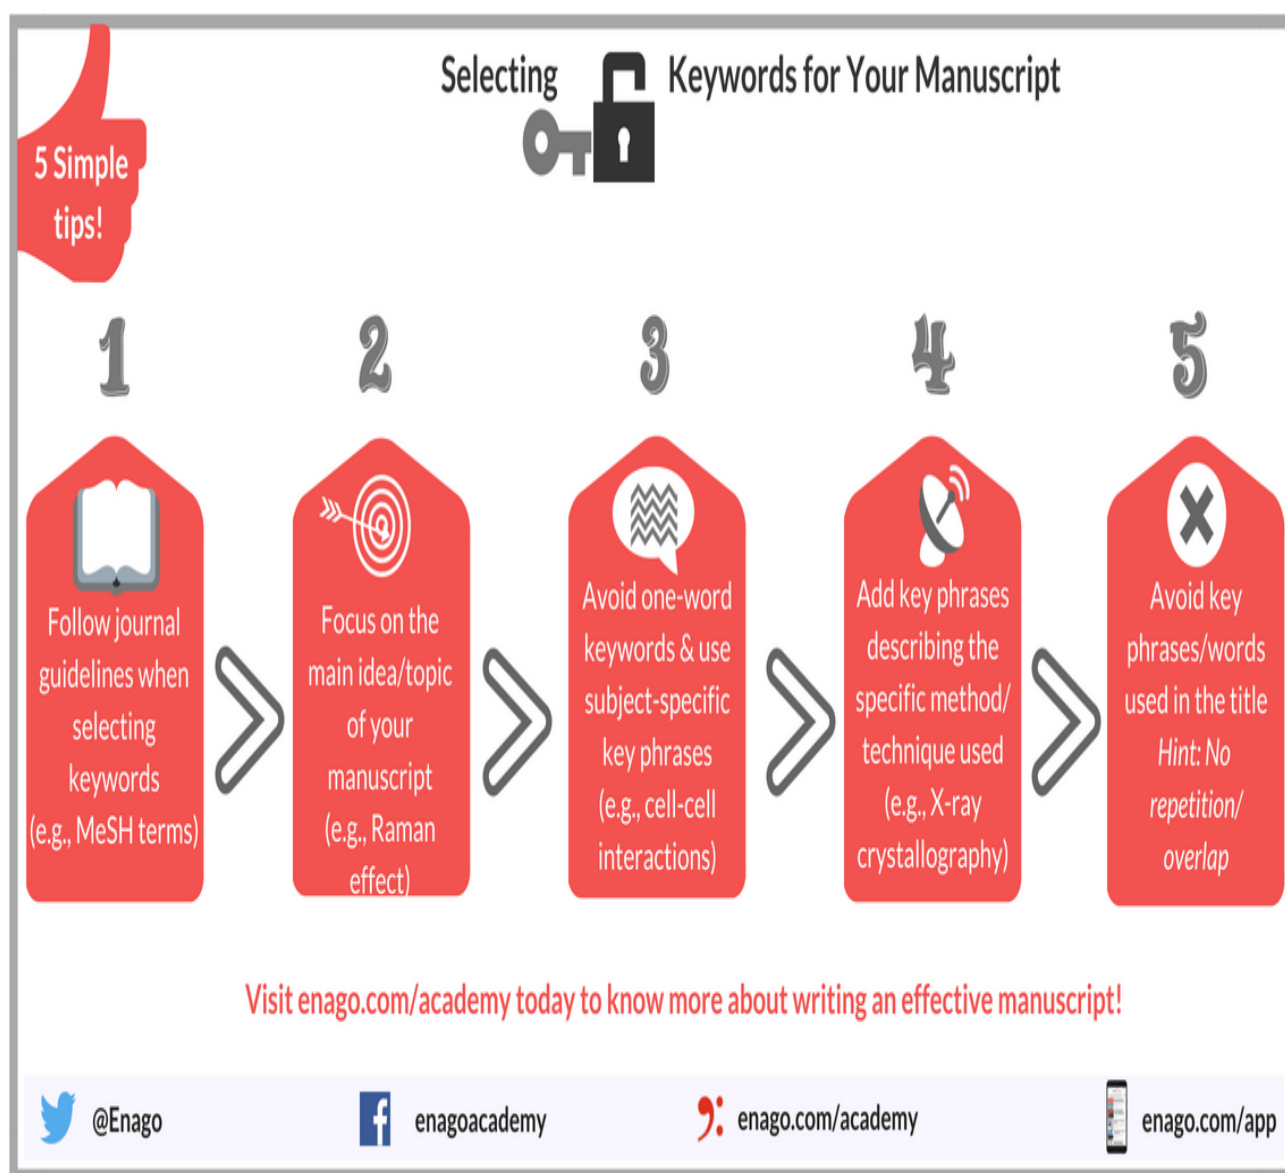 Selecting Keywords for Your Manuscript
5 Simple
tips!
1
Follow journal
guidelines when
selecting
keywords
(e.g., MeSH terms)
2
Focus on the
main idea/topic
of your
manuscript
(e.g., Raman
effect)
3
Avoid one-word
keywords & use
subject-specific
key phrases
(e.g., cell-cell
interactions)
4
Add key phrases
describing the
specific method/
technique used
(e.g., X-ray
crystallography)
5
Avoid key
phrases/words
used in the title
Hint: No
repetition/
overlap
Visit enago.com/academy today to know more about writing an effective manuscript!
@Enago
enagoacademy
enago.com/academy
enago.com/app